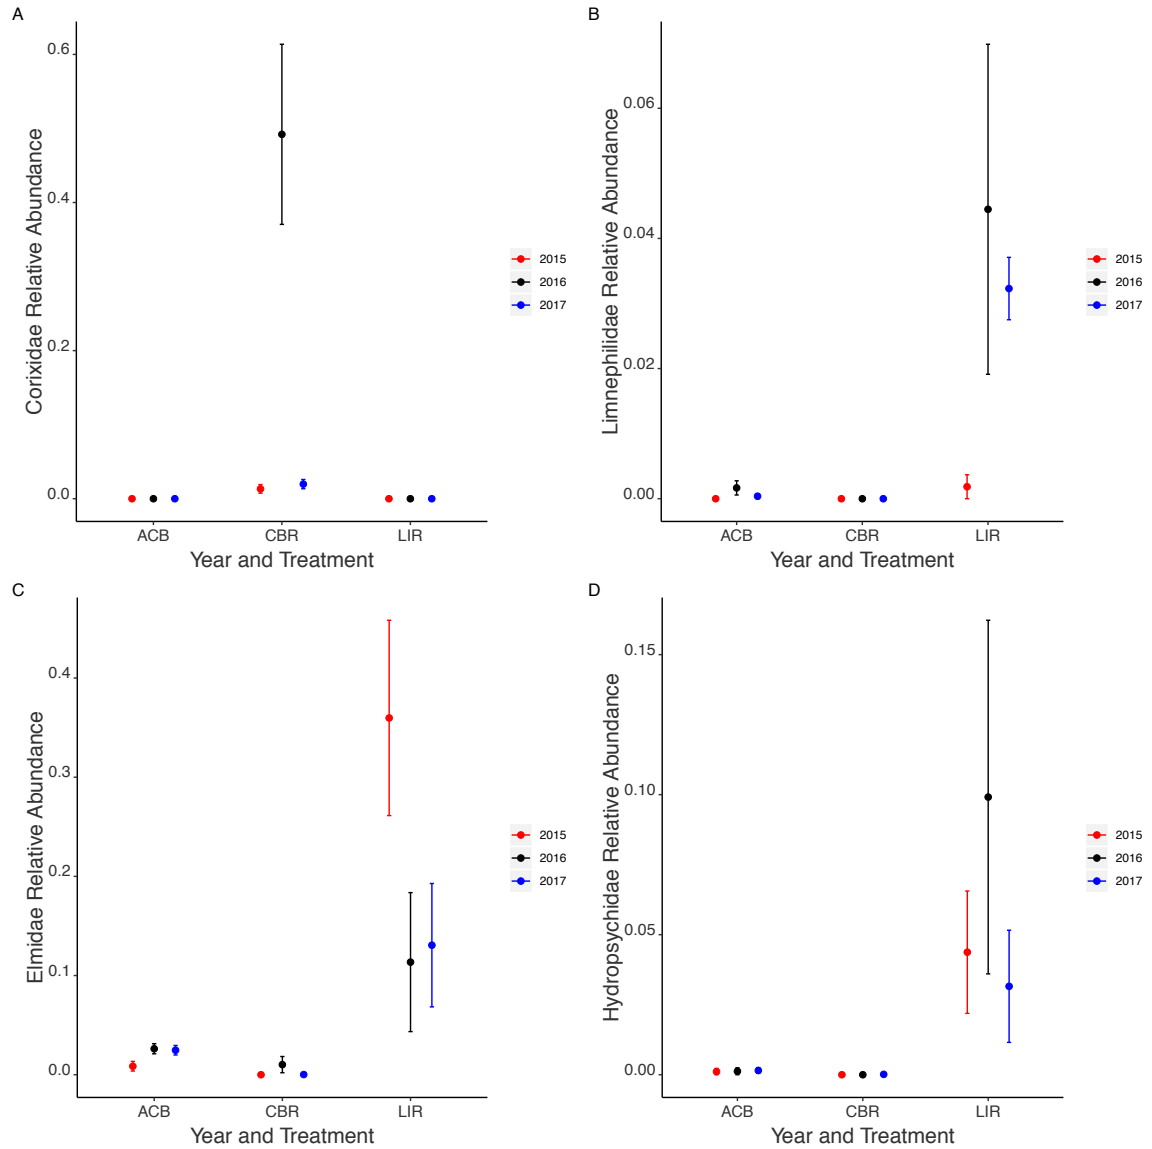 A
Corixidae Relative Abundance
0.6
0.4
0.2
0.0
ACB CBR LIR
Year and Treatment
2015
2016
2017
B
Limnephilidae Relative Abundance
0.06
0.04
0.02
0.00
ACB CBR LIR
Year and Treatment
2015
2016
2017
C
Elmidae Relative Abundance
0.4
0.3
0.2
0.1
0.0
ACB CBR LIR
Year and Treatment
2015
2016
2017
D
Hydropsychidae Relative Abundance
0.15
0.10
0.05
0.00
ACB CBR LIR
Year and Treatment
2015
2016
2017